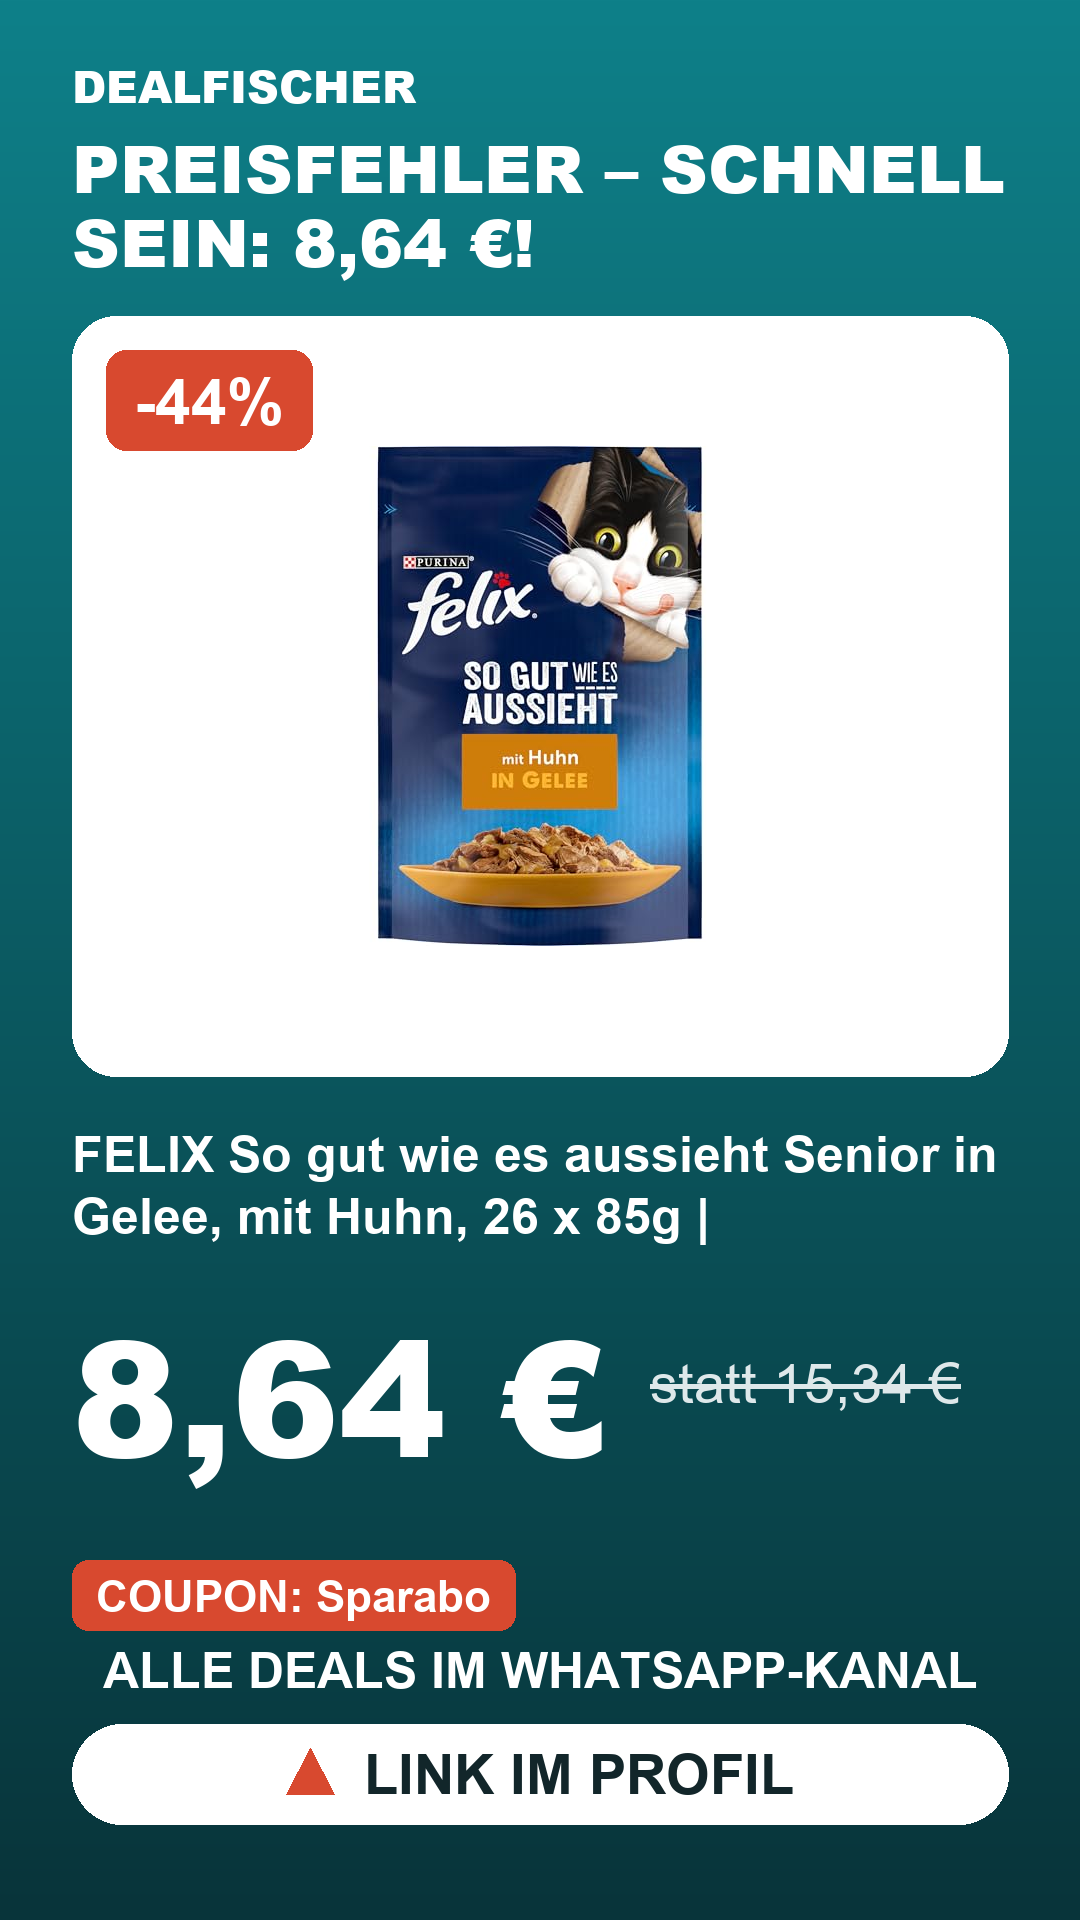 DEALFISCHER
PREISFEHLER – SCHNELL
SEIN: 8,64 €!
-44%
PURINA®
felix.
SO GUT WIE ES
AUSSIEHT
mit Huhn
IN GELEE
FELIX So gut wie es aussieht Senior in
Gelee, mit Huhn, 26 x 85g |
8,64 €
statt 15,34 €
COUPON: Sparabo
ALLE DEALS IM WHATSAPP-KANAL
LINK IM PROFIL